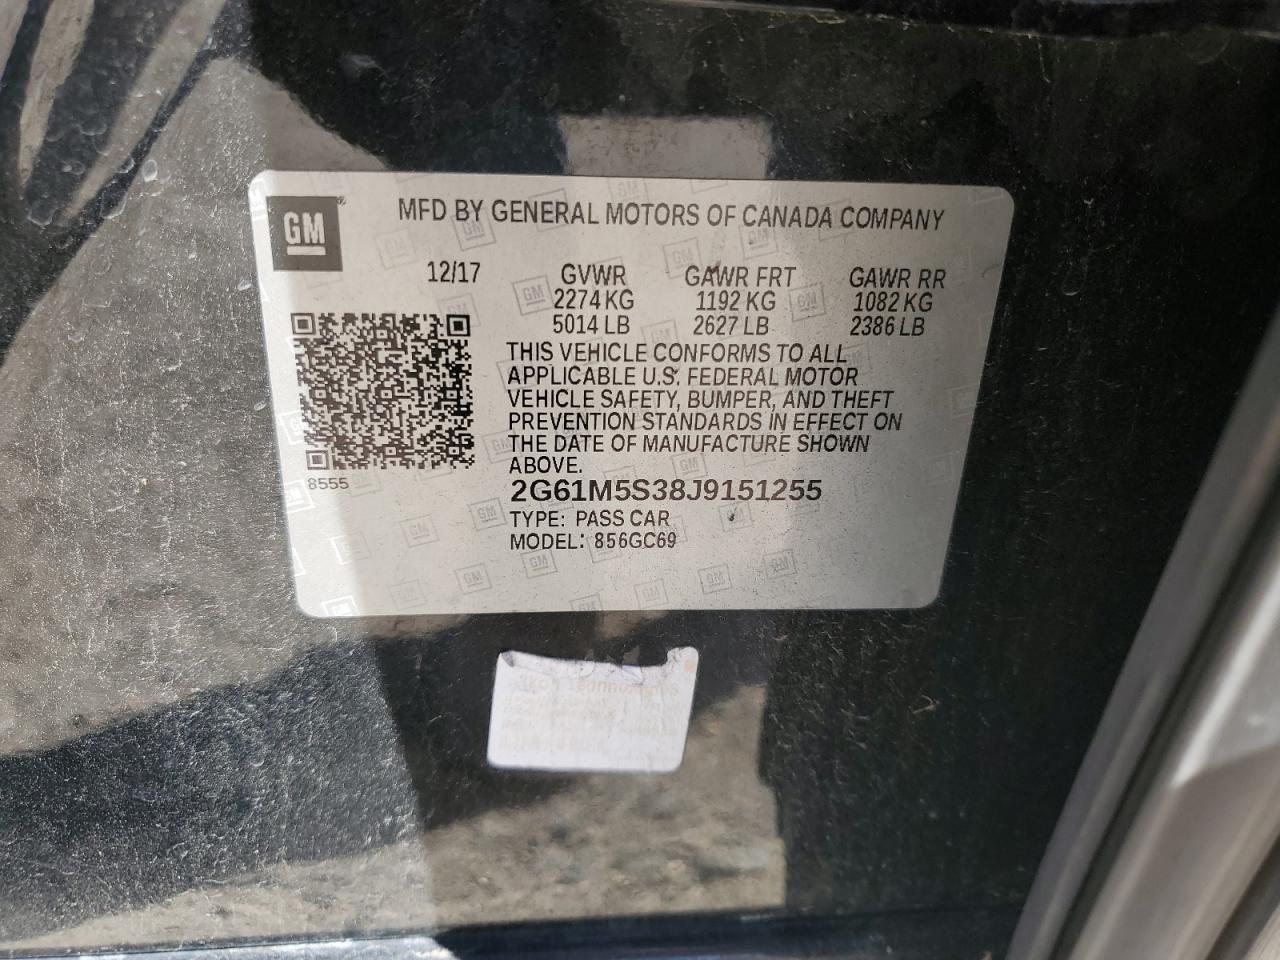 GM
MFD BY GENERAL MOTORS OF CANADA COMPANY
12/17 GVWR GAWR FRT GAWR RR
2274 KG 1192 KG 1082 KG
5014 LB 2627 LB 2386 LB
THIS VEHICLE CONFORMS TO ALL
APPLICABLE U.S. FEDERAL MOTOR
VEHICLE SAFETY, BUMPER, AND THEFT
PREVENTION STANDARDS IN EFFECT ON
THE DATE OF MANUFACTURE SHOWN
ABOVE.
8555
2G61M5S38J9151255
TYPE: PASS CAR
MODEL: 856GC69